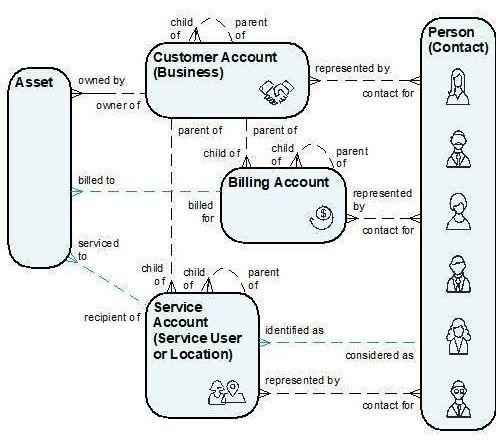 child
of
parent
of
Customer Account
(Business)
Person
(Contact)
Asset
owned by
owner of
represented by
contact for
parent of
parent of
child of
child
of
parent
of
Billing Account
billed to
billed
for
represented
by
contact for
serviced
to
recipient of
child
of
child
of
parent
of
Service
Account
(Service User
or Location)
identified as
considered as
represented by
contact for